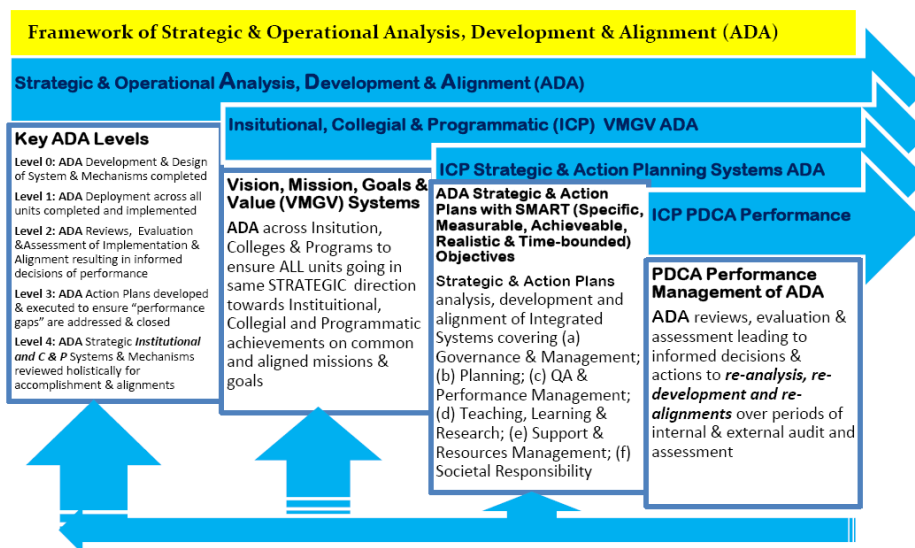 Framework of Strategic & Operational Analysis, Development & Alignment (ADA)
Strategic & Operational Analysis, Development & Alignment (ADA)
Insitutional, Collegial & Programmatic (ICP)  VMGV ADA
ICP Strategic & Action Planning Systems ADA
ICP PDCA Performance
Key ADA Levels
Level 0: ADA Development & Design
of System & Mechanisms completed
Level 1: ADA Deployment across all
units completed and implemented
Level 2: ADA Reviews,  Evaluation
&Assessment of Implementation &
Alignment resulting in informed
decisions of performance
Level 3: ADA Action Plans developed
& executed to ensure “performance
gaps” are addressed & closed
Level 4: ADA Strategic Institutional
and C & P Systems & Mechanisms
reviewed holistically for
accomplishment & alignments
Vision, Mission, Goals &
Value (VMGV) Systems
ADA across Insitution,
Colleges & Programs to
ensure ALL units going in
same STRATEGIC  direction
towards Instituitional,
Collegial and Programmatic
achievements on common
and aligned missions &
goals
ADA Strategic & Action
Plans with SMART (Specific,
Measurable, Achieveable,
Realistic & Time-bounded)
Objectives
Strategic & Action Plans
analysis, development and
alignment of Integrated
Systems covering (a)
Governance & Management;
(b) Planning; (c) QA &
Performance Management;
(d) Teaching, Learning &
Research; (e) Support &
Resources Management; (f)
Societal Responsibility
PDCA Performance
Management of ADA
ADA reviews, evaluation &
assessment leading to
informed decisions &
actions to re-analysis, re-
development and re-
alignments over periods of
internal & external audit and
assessment